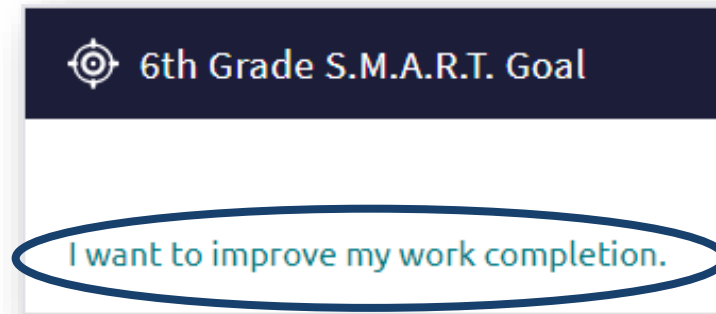 6th Grade S.M.A.R.T. Goal
I want to improve my work completion.